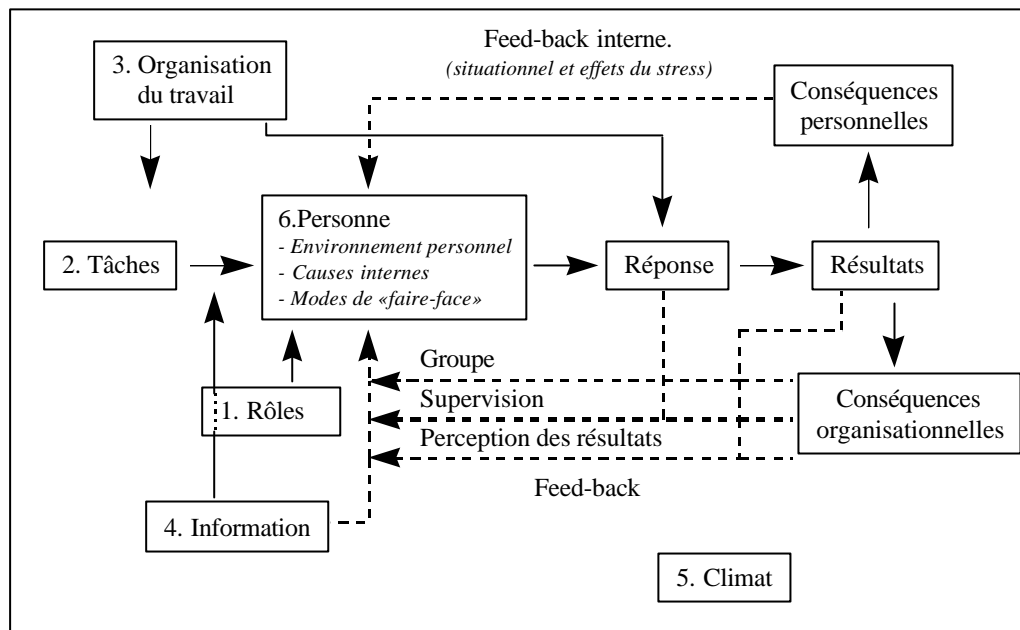 3. Organisation
du travail
Feed-back interne.
(situationnel et effets du stress)
Conséquences
personnelles
2. Tâches
6.Personne
- Environnement personnel
- Causes internes
- Modes de «faire-face»
Réponse
Résultats
Groupe
1. Rôles
Supervision
Conséquences
organisationnelles
Perception des résultats
Feed-back
4. Information
5. Climat